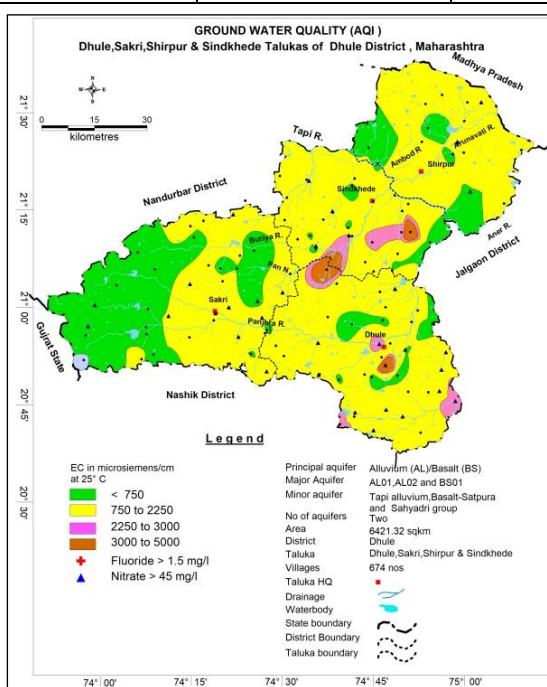 GROUND WATER QUALITY (AQI)
Dhule,Sakri,Shirpur & Sindkhede Talukas of Dhule District , Maharashtra
N
W E
S
Madhya Pradesh
21° 30
0 15 30
kilometres
Tapi R.
Ambod R
Arunavati R.
Shirpur
Nandurbar District
Sindkhede
21° 15
Aner R.
Buriya R.
Jalgaon District
Pan N.
21° 00
Sakri
Panjhra R.
Dhule
Gujrat State
20° 45
Nashik District
Legend
EC in microsiemens/cm
at 25° C
< 750
750 to 2250
2250 to 3000
3000 to 5000
Fluoride > 1.5 mg/l
Nitrate > 45 mg/l
20° 30
Principal aquifer Alluvium (AL)/Basalt (BS)
Major Aquifer AL01,AL02 and BS01
Minor aquifer Tapi alluvium,Basalt-Satpura
and Sahyadri group
No of aquifers Two
Area 6421.32 sqkm
District Dhule
Taluka Dhule,Sakri,Shirpur & Sindkhede
Villages 674 nos
Taluka HQ
Drainage
Waterbody
State boundary
District Boundary
Taluka boundary
74° 00 74° 15 74° 30 74° 45 75° 00